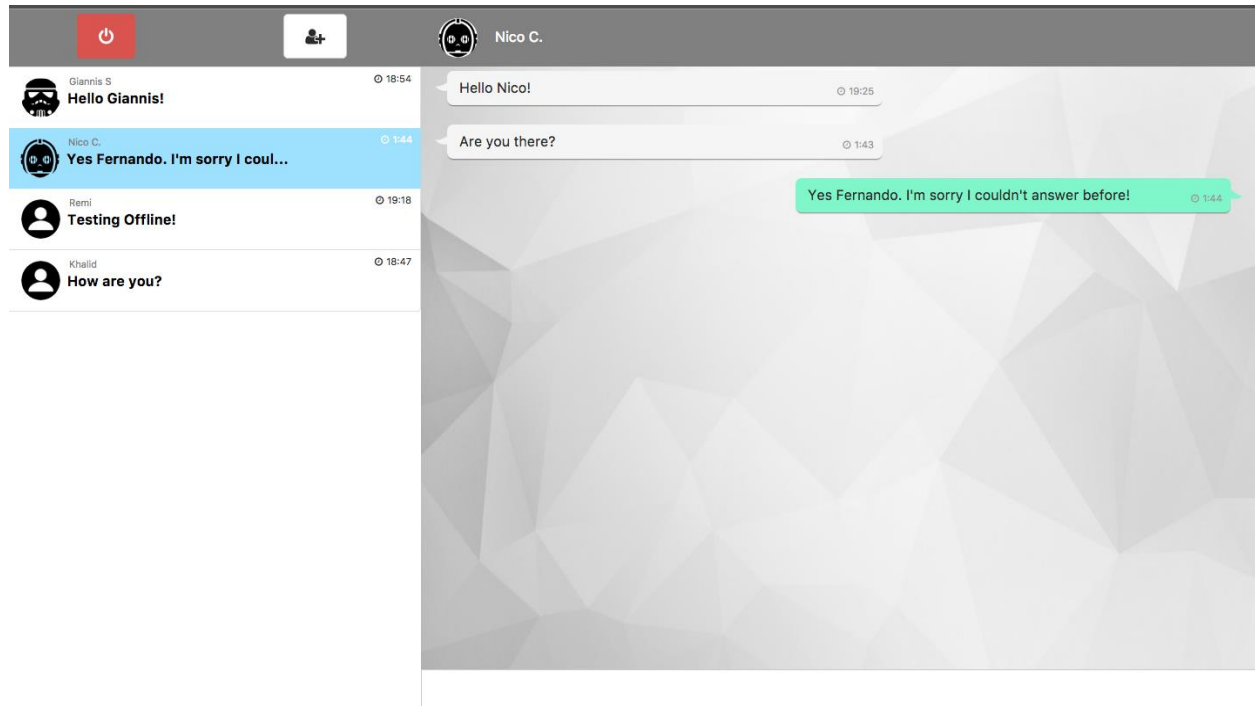 Nico C.
Giannis S
18:54
Hello Giannis!
Nico C.
1:44
Yes Fernando. I'm sorry I coul...
Remi
19:18
Testing Offline!
Khalid
18:47
How are you?
Hello Nico!
19:25
Are you there?
1:43
Yes Fernando. I'm sorry I couldn't answer before!
1:44